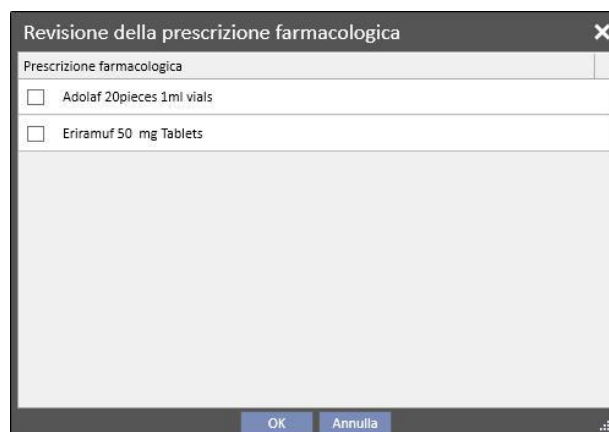 Revisione della prescrizione farmacologica
Prescrizione farmacologica
Adolaf 20pieces 1ml vials
Eriramuf 50 mg Tablets
OK
Annulla